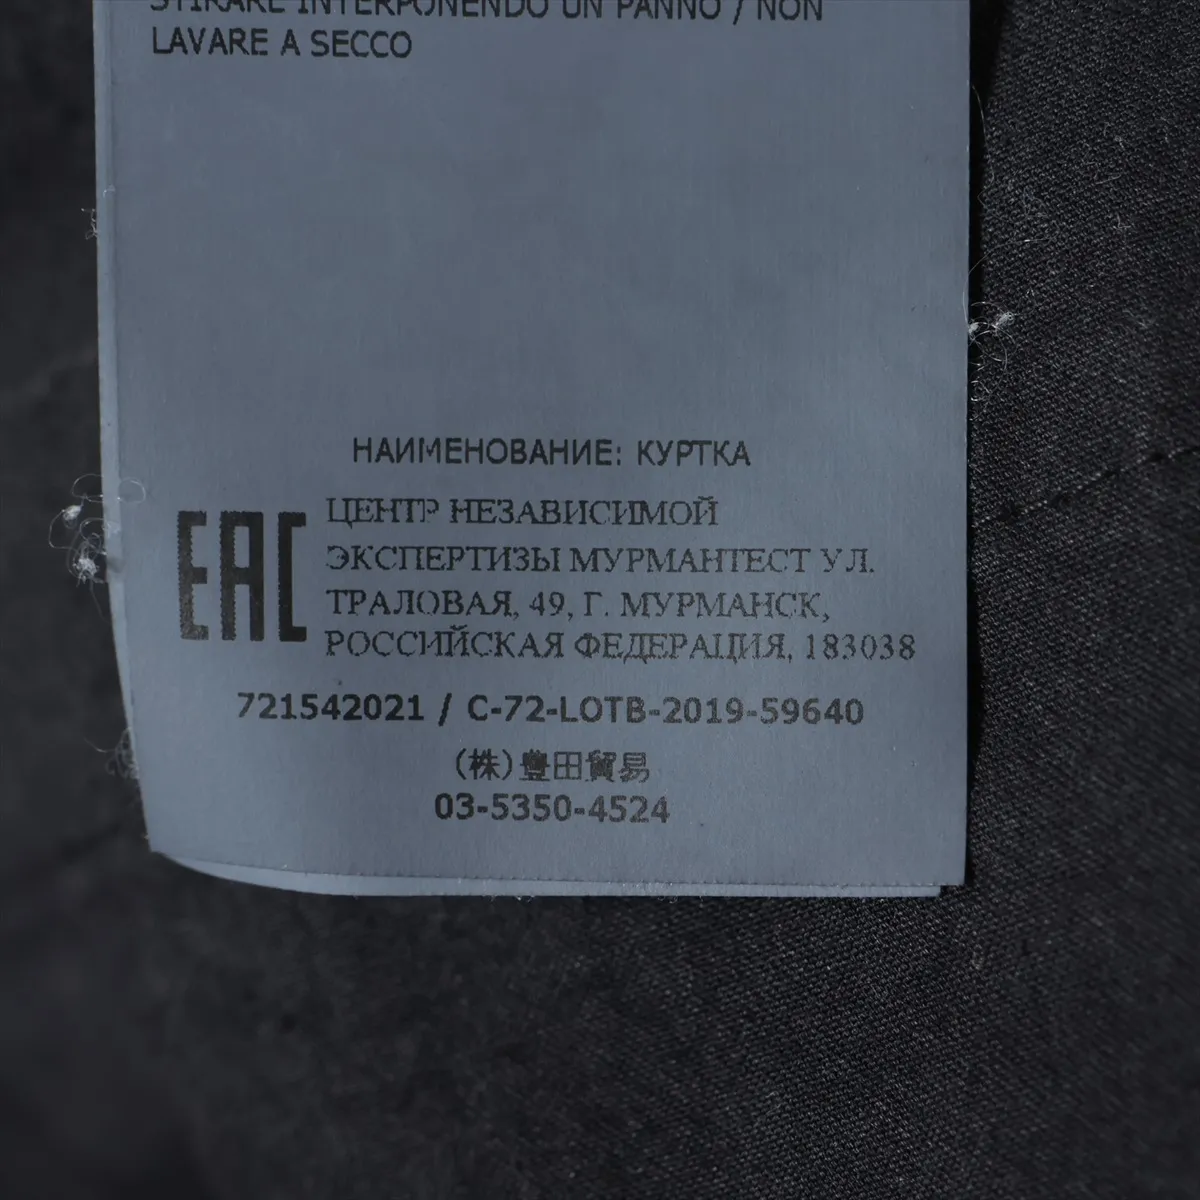 STIRARE INTERPONENDO UN PANNO / NON
LAVARE A SECCO
НАИМЕНОВАНИЕ: КУРТКА
EAC
ЦЕНТР НЕЗАВИСИМОЙ
ЭКСПЕРТИЗЫ МУРМАНТЕСТ УЛ.
ТРАЛОВАЯ, 49, Г. МУРМАНСК,
РОССИЙСКАЯ ФЕДЕРАЦИЯ, 183038
721542021 / C-72-LOTB-2019-59640
(株)豊田貿易
03-5350-4524